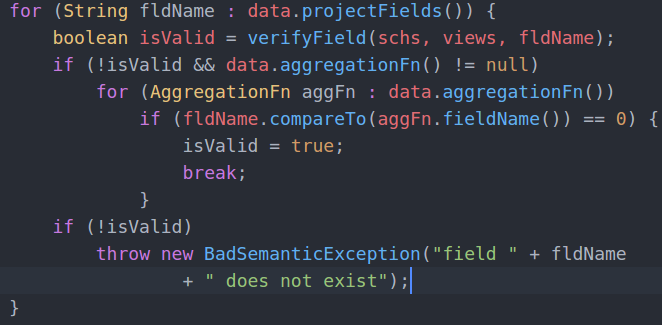 for (String fldName : data.projectFields()) {
    boolean isValid = verifyField(schs, views, fldName);
    if (!isValid && data.aggregationFn() != null)
        for (AggregationFn aggFn : data.aggregationFn())
            if (fldName.compareTo(aggFn.fieldName()) == 0) {
                isValid = true;
                break;
            }
    if (!isValid)
        throw new BadSemanticException("field " + fldName
                + " does not exist");
}